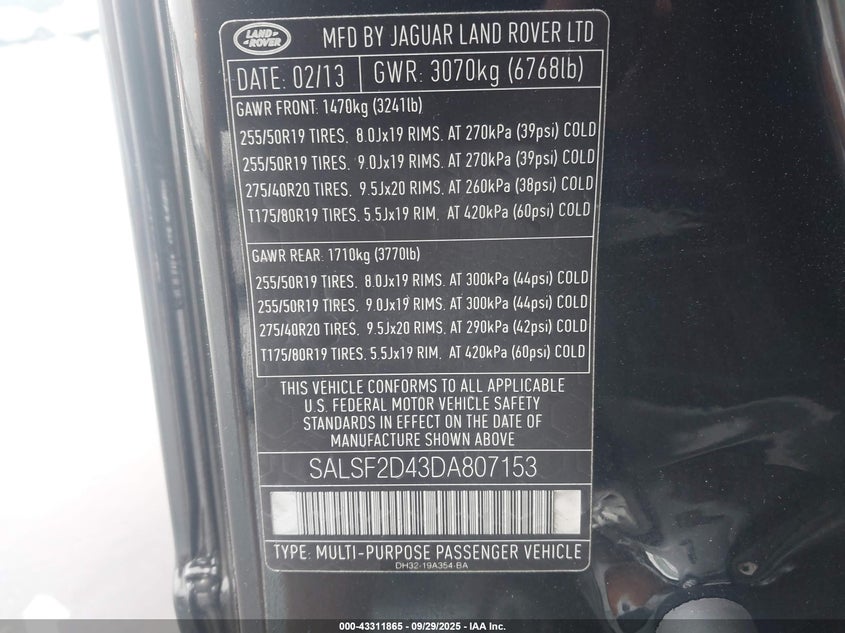 LAND ROVER
MFD BY JAGUAR LAND ROVER LTD
DATE: 02/13 GWR: 3070kg (6768lb)
GAWR FRONT: 1470kg (3241lb)
255/50R19 TIRES, 8.0Jx19 RIMS. AT 270kPa (39psi) COLD
255/50R19 TIRES, 9.0Jx19 RIMS. AT 270kPa (39psi) COLD
275/40R20 TIRES, 9.5Jx20 RIMS. AT 260kPa (38psi) COLD
T175/80R19 TIRES, 5.5Jx19 RIM, AT 420kPa (60psi) COLD
GAWR REAR: 1710kg (3770lb)
255/50R19 TIRES, 8.0Jx19 RIMS. AT 300kPa (44psi) COLD
255/50R19 TIRES, 9.0Jx19 RIMS. AT 300kPa (44psi) COLD
275/40R20 TIRES, 9.5Jx20 RIMS. AT 290kPa (42psi) COLD
T175/80R19 TIRES, 5.5Jx19 RIM, AT 420kPa (60psi) COLD
THIS VEHICLE CONFORMS TO ALL APPLICABLE
U.S. FEDERAL MOTOR VEHICLE SAFETY
STANDARDS IN EFFECT ON THE DATE OF
MANUFACTURE SHOWN ABOVE
SALSF2D43DA807153
TYPE: MULTI-PURPOSE PASSENGER VEHICLE
DH32-19A354-BA
000-43311865 - 09/29/2025 - IAA Inc.